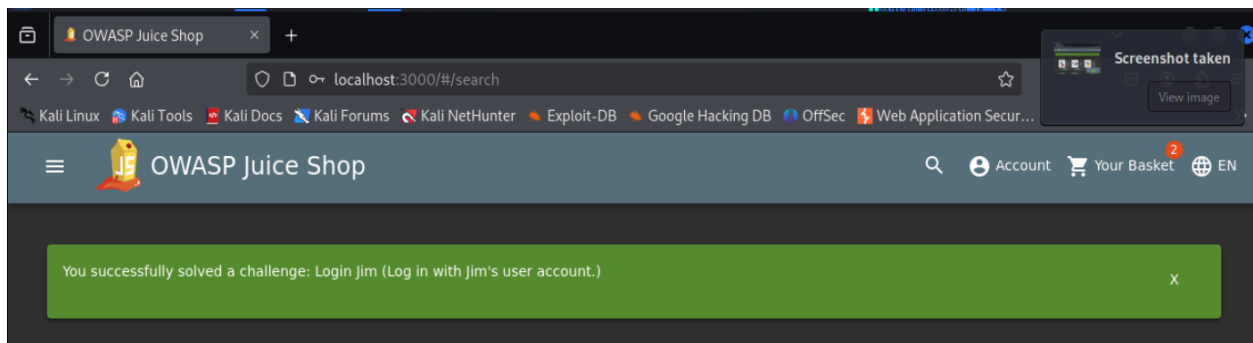 OWASP Juice Shop
Screenshot taken
localhost:3000/#/search
View image
Kali Linux Kali Tools Kali Docs Kali Forums Kali NetHunter Exploit-DB Google Hacking DB OffSec Web Application Secur...
JS OWASP Juice Shop Account Your Basket 2 EN
You successfully solved a challenge: Login Jim (Log in with Jim's user account.) X